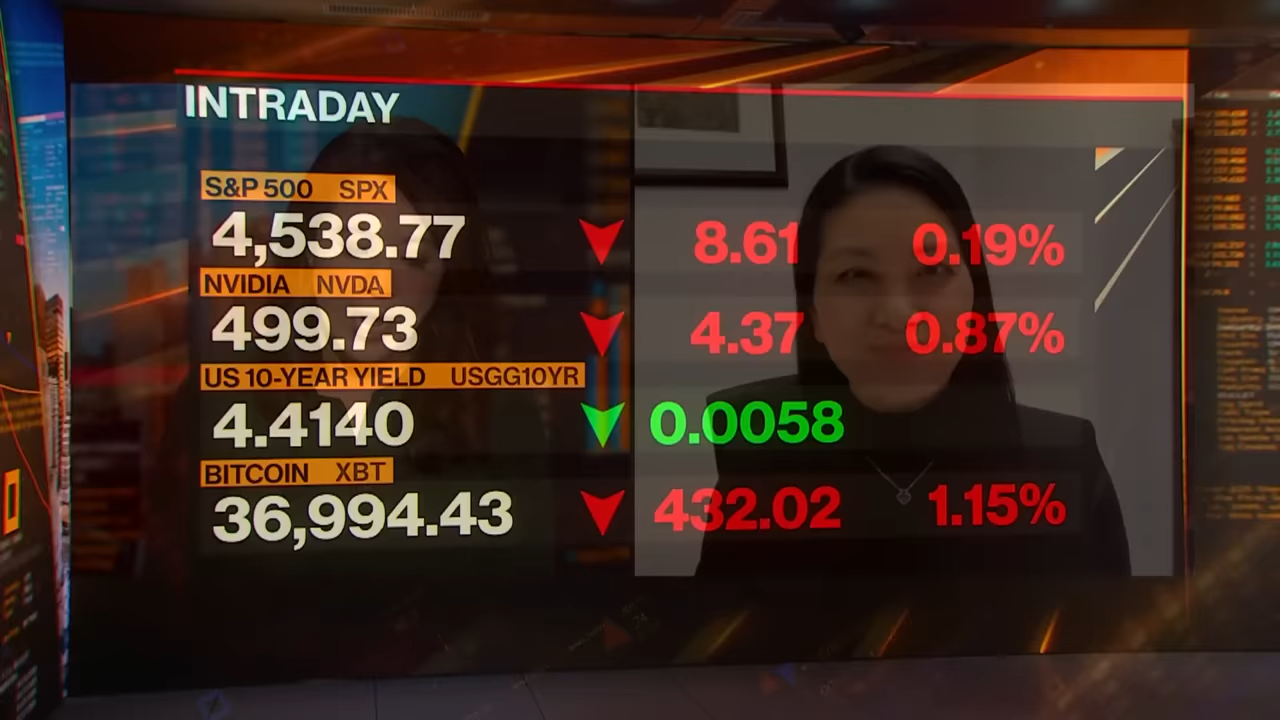 INTRADAY
S&P 500 SPX
4,538.77 8.61 0.19%
NVIDIA NVDA
499.73 4.37 0.87%
US 10-YEAR YIELD USGG10YR
4.4140 0.0058
BITCOIN XBT
36,994.43 432.02 1.15%